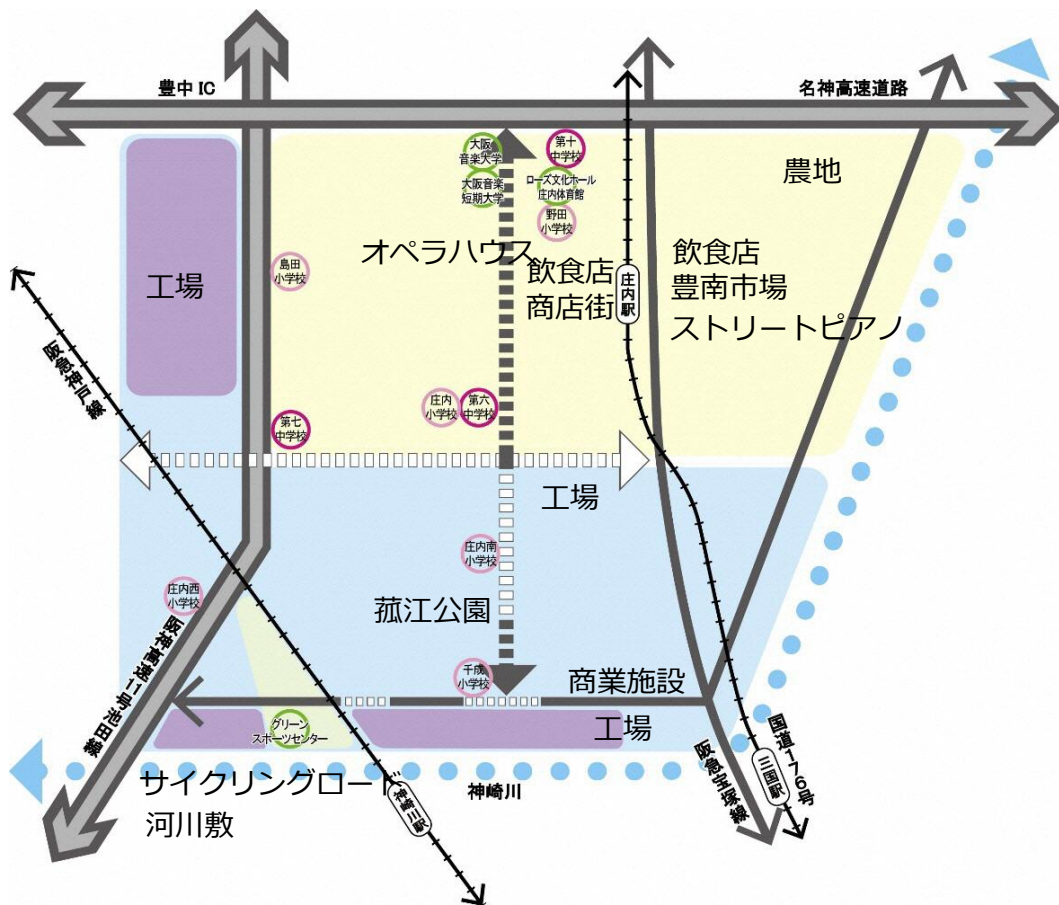 豊中 IC
名神高速道路
大阪
音楽大学
第十
中学校
農地
大阪音楽
短期大学
ローズ文化ホール
庄内体育館
野田
小学校
オペラハウス
飲食店
商店街
庄内駅
飲食店
豊南市場
ストリートピアノ
工場
島田
小学校
阪急神戸線
庄内
小学校
第六
中学校
第七
中学校
工場
庄内南
小学校
庄内西
小学校
菰江公園
阪神高速11号池田線
千成
小学校
商業施設
グリーン
スポーツセンター
工場
サイクリングロード
河川敷
神崎川
神崎川駅
阪急宝塚線
三国駅
国道176号